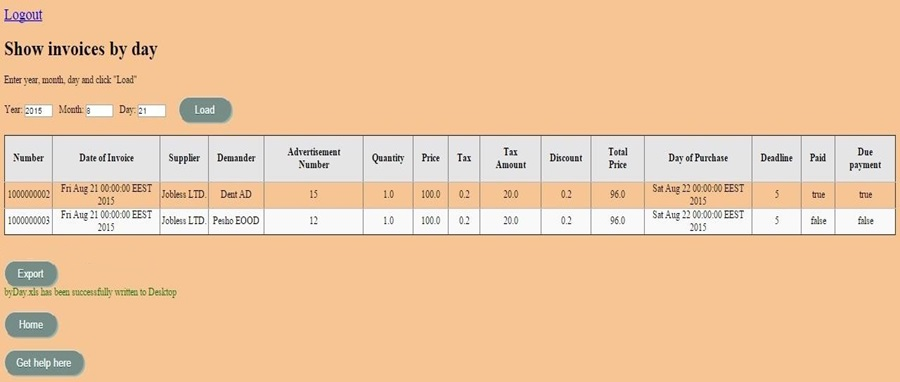 Logout
Show invoices by day
Enter year, month, day and click "Load"
Year: 2015 Month: 8 Day: 21 Load
Number Date of Invoice Supplier Demander Advertisement Number Quantity Price Tax Tax Amount Discount Total Price Day of Purchase Deadline Paid Due payment
1000000002 Fri Aug 21 00:00:00 EEST 2015 Jobless LTD. Dent AD 15 1.0 100.0 0.2 20.0 0.2 96.0 Sat Aug 22 00:00:00 EEST 2015 5 true true
1000000003 Fri Aug 21 00:00:00 EEST 2015 Jobless LTD. Pesho EOOD 12 1.0 100.0 0.2 20.0 0.2 96.0 Sat Aug 22 00:00:00 EEST 2015 5 false false
Export
byDay.xls has been successfully written to Desktop
Home
Get help here